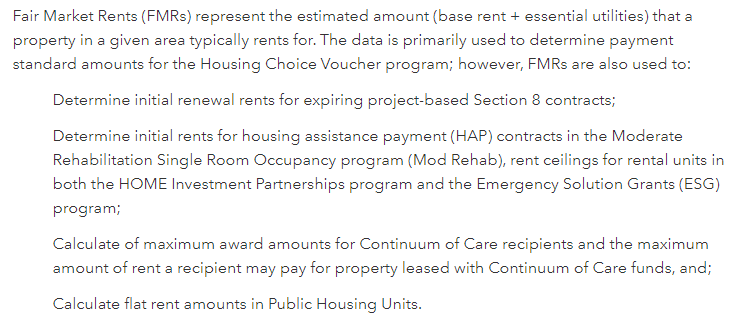 Fair Market Rents (FMRs) represent the estimated amount (base rent + essential utilities) that a
property in a given area typically rents for. The data is primarily used to determine payment
standard amounts for the Housing Choice Voucher program; however, FMRs are also used to:
Determine initial renewal rents for expiring project-based Section 8 contracts;
Determine initial rents for housing assistance payment (HAP) contracts in the Moderate
Rehabilitation Single Room Occupancy program (Mod Rehab), rent ceilings for rental units in
both the HOME Investment Partnerships program and the Emergency Solution Grants (ESG)
program;
Calculate of maximum award amounts for Continuum of Care recipients and the maximum
amount of rent a recipient may pay for property leased with Continuum of Care funds, and;
Calculate flat rent amounts in Public Housing Units.